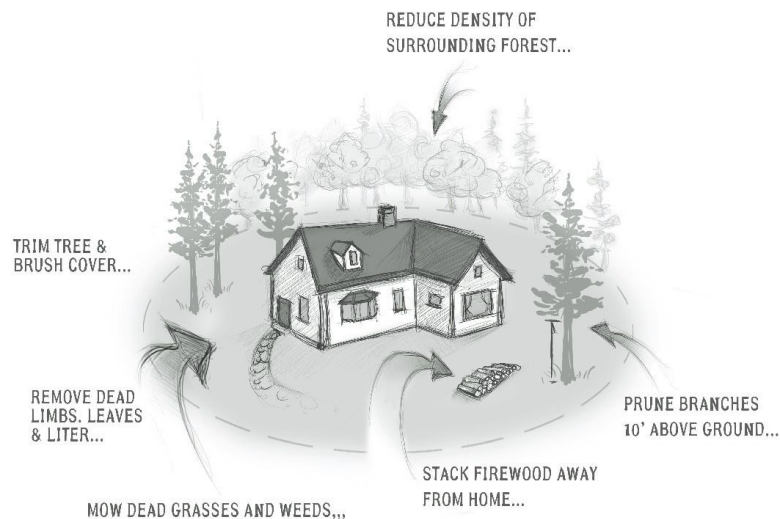 REDUCE DENSITY OF
SURROUNDING FOREST...
TRIM TREE &
BRUSH COVER...
REMOVE DEAD
LIMBS. LEAVES
& LITER...
PRUNE BRANCHES
10' ABOVE GROUND...
STACK FIREWOOD AWAY
FROM HOME...
MOW DEAD GRASSES AND WEEDS,,,